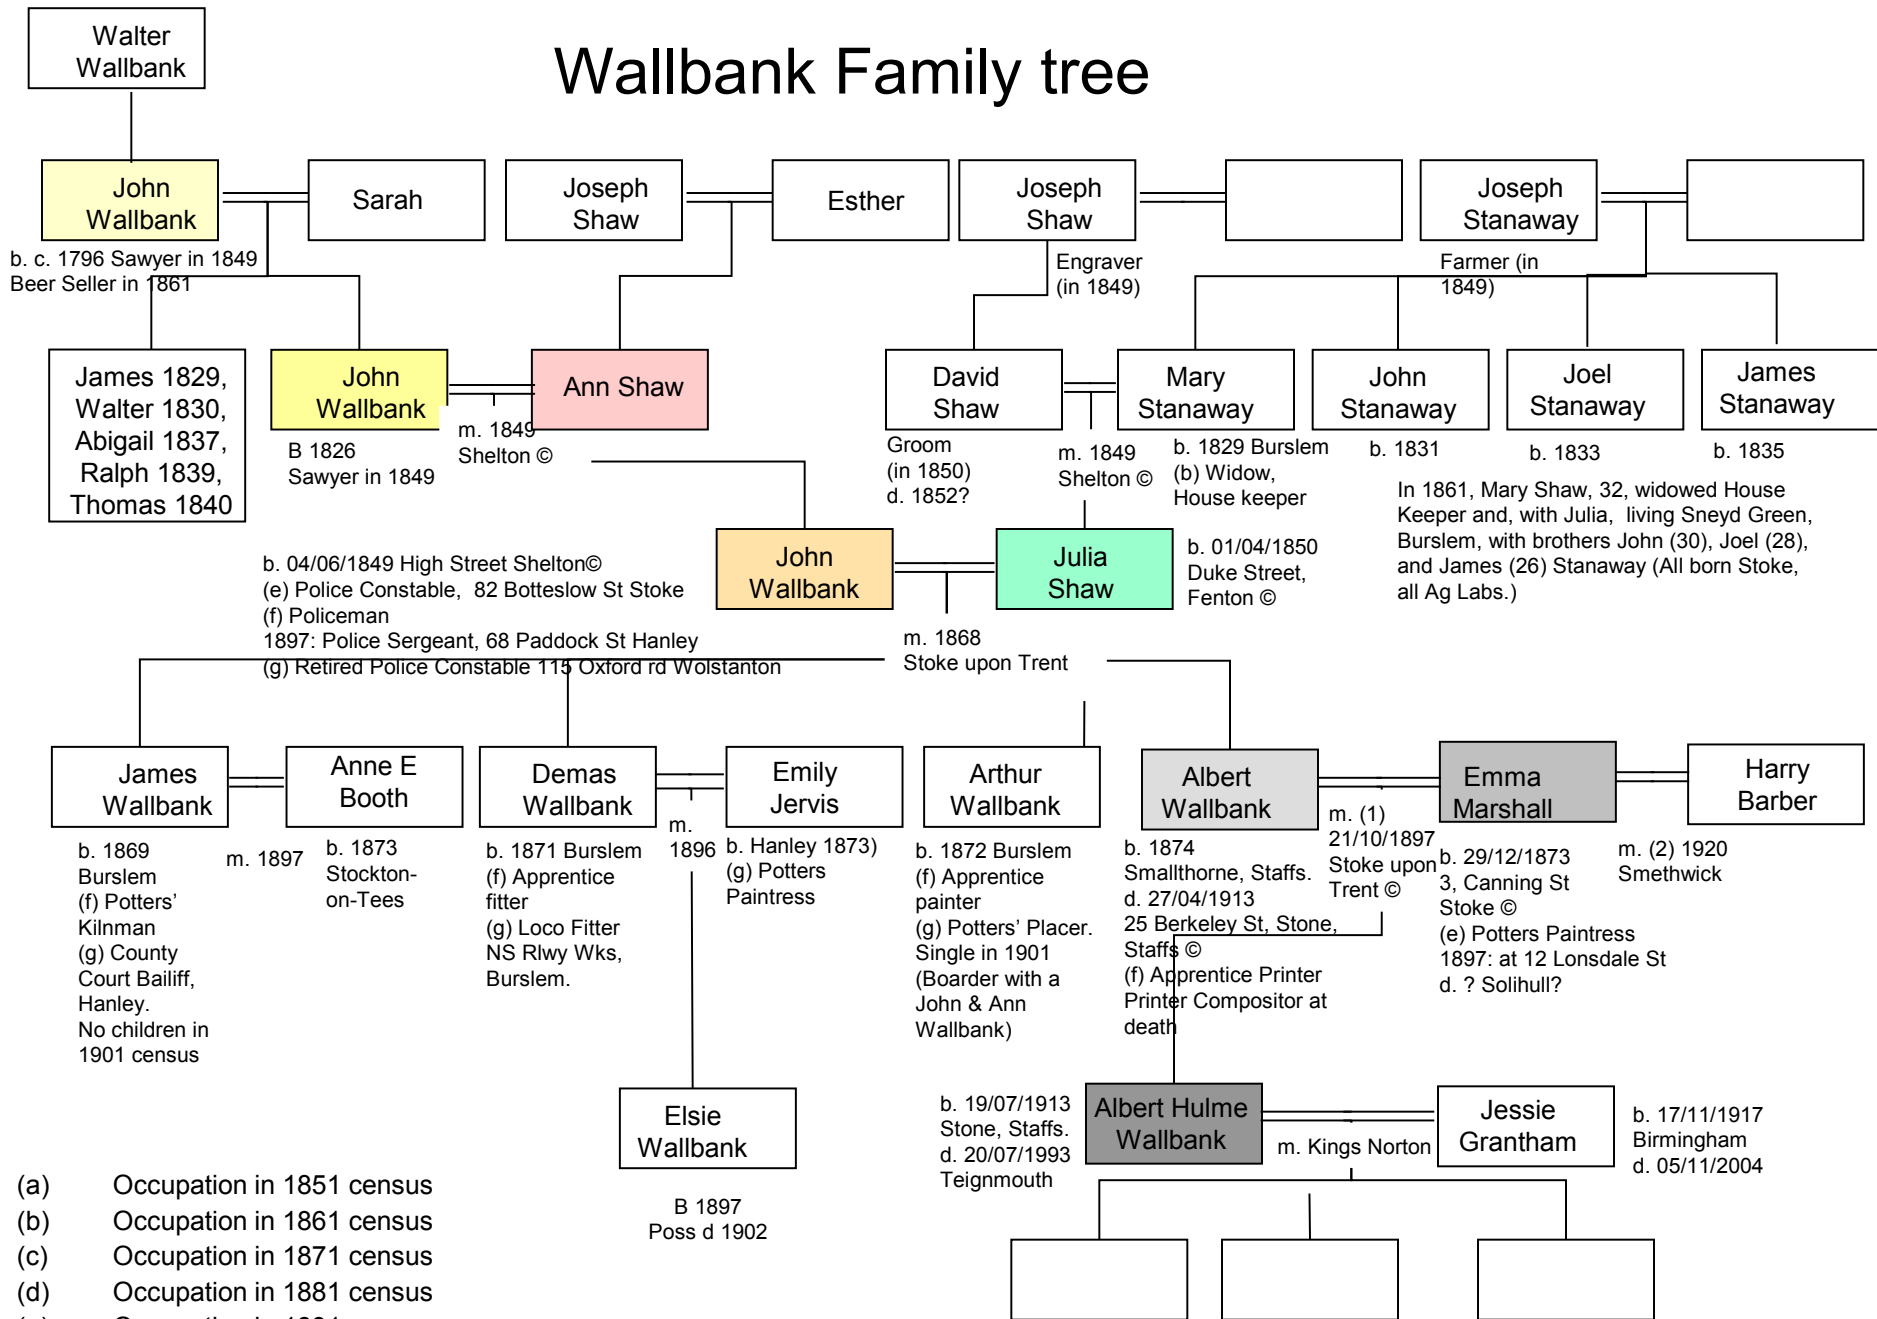 Wallbank Family tree
Walter
Wallbank
John
Wallbank
Sarah
Joseph
Shaw
Esther
Joseph
Shaw
Joseph
Stanaway
b. c. 1796 Sawyer in 1849
Beer Seller in 1861
Engraver
(in 1849)
Farmer (in
1849)
James 1829,
Walter 1830,
Abigail 1837,
Ralph 1839,
Thomas 1840
John
Wallbank
Ann Shaw
David
Shaw
Mary
Stanaway
John
Stanaway
Joel
Stanaway
James
Stanaway
B 1826
Sawyer in 1849
m. 1849
Shelton ©
Groom
(in 1850)
d. 1852?
m. 1849
Shelton ©
b. 1829 Burslem
(b) Widow,
House keeper
b. 1831
b. 1833
b. 1835
In 1861, Mary Shaw, 32, widowed House
Keeper and, with Julia, living Sneyd Green,
Burslem, with brothers John (30), Joel (28),
and James (26) Stanaway (All born Stoke,
all Ag Labs.)
b. 04/06/1849 High Street Shelton©
(e) Police Constable, 82 Botteslow St Stoke
(f) Policeman
1897: Police Sergeant, 68 Paddock St Hanley
(g) Retired Police Constable 115 Oxford rd Wolstanton
John
Wallbank
Julia
Shaw
b. 01/04/1850
Duke Street,
Fenton ©
m. 1868
Stoke upon Trent
James
Wallbank
Anne E
Booth
Demas
Wallbank
Emily
Jervis
Arthur
Wallbank
Albert
Wallbank
Emma
Marshall
Harry
Barber
b. 1869
Burslem
(f) Potters’
Kilnman
(g) County
Court Bailiff,
Hanley.
No children in
1901 census
m. 1897
b. 1873
Stockton-
on-Tees
b. 1871 Burslem
(f) Apprentice
fitter
(g) Loco Fitter
NS Rlwy Wks,
Burslem.
m.
1896
b. Hanley 1873)
(g) Potters
Paintress
b. 1872 Burslem
(f) Apprentice
painter
(g) Potters’ Placer.
Single in 1901
(Boarder with a
John & Ann
Wallbank)
b. 1874
Smallthorne, Staffs.
d. 27/04/1913
25 Berkeley St, Stone,
Staffs ©
(f) Apprentice Printer
Printer Compositor at
death
m. (1)
21/10/1897
Stoke upon
Trent ©
b. 29/12/1873
3, Canning St
Stoke ©
(e) Potters Paintress
1897: at 12 Lonsdale St
d. ? Solihull?
m. (2) 1920
Smethwick
Elsie
Wallbank
B 1897
Poss d 1902
b. 19/07/1913
Stone, Staffs.
d. 20/07/1993
Teignmouth
Albert Hulme
Wallbank
m. Kings Norton
Jessie
Grantham
b. 17/11/1917
Birmingham
d. 05/11/2004
(a) Occupation in 1851 census
(b) Occupation in 1861 census
(c) Occupation in 1871 census
(d) Occupation in 1881 census